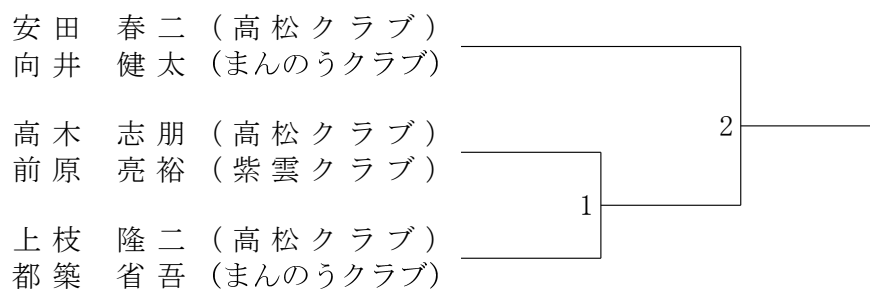 安田 春二 (高松クラブ)
向井 健太 (まんのうクラブ)
高木 志朋 (高松クラブ)
前原 亮裕 (紫雲クラブ)
上枝 隆二 (高松クラブ)
都築 省吾 (まんのうクラブ)
2
1